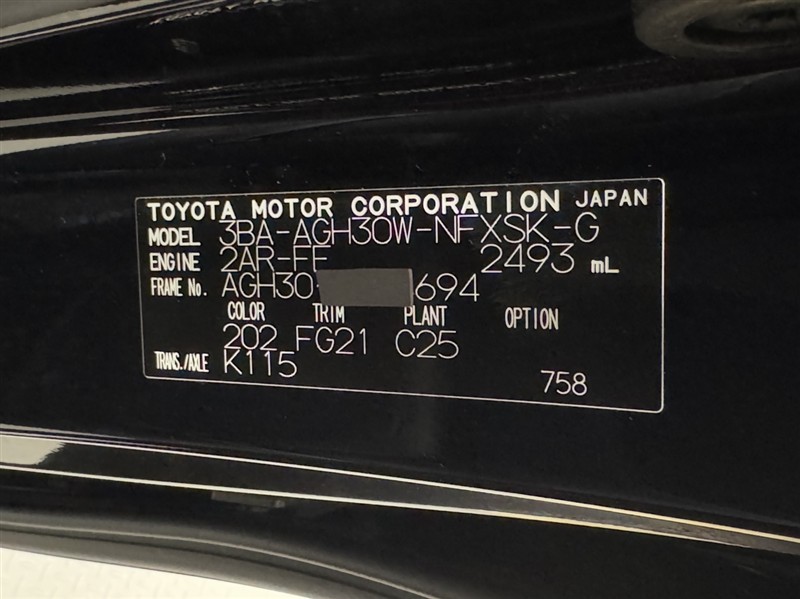 TOYOTA MOTOR CORPORATION JAPAN
MODEL 3BA-AGH30W-NFXSK-G
ENGINE 2AR-FE 2493 mL
FRAME No. AGH30 694
COLOR TRIM PLANT OPTION
202 FG21 C25
TRANS./AXLE K115
758